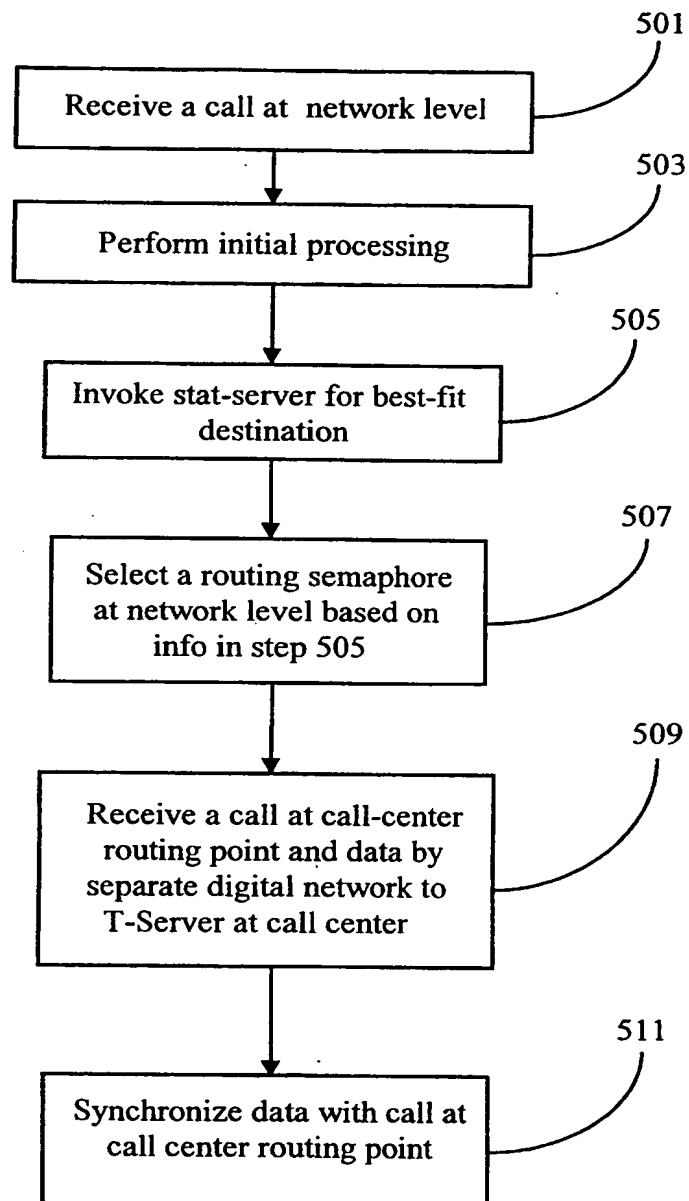 501
Receive a call at network level
503
Perform initial processing
505
Invoke stat-server for best-fit
destination
507
Select a routing semaphore
at network level based on
info in step 505
509
Receive a call at call-center
routing point and data by
separate digital network to
T-Server at call center
511
Synchronize data with call at
call center routing point